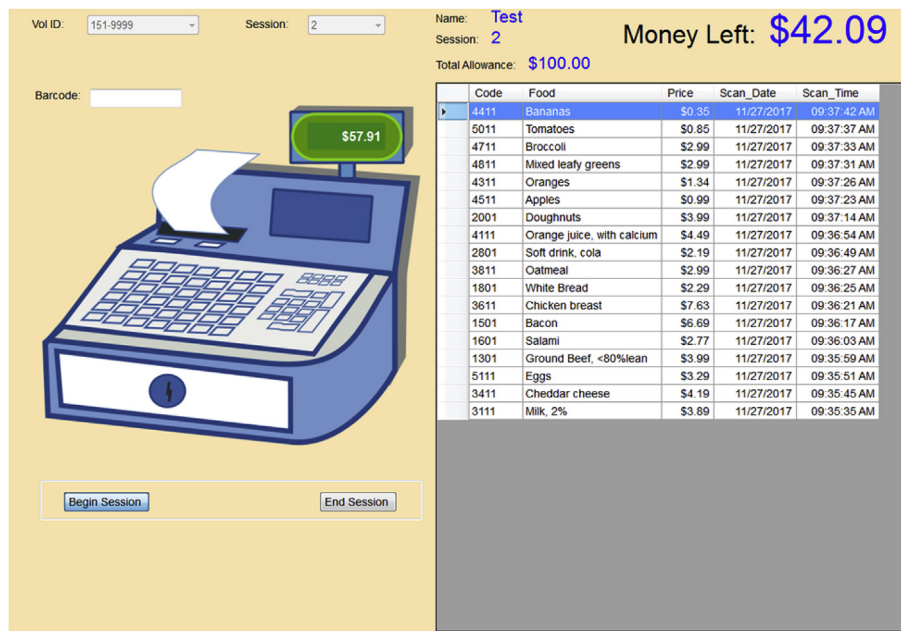 Vol ID: 151-9999 Session: 2
Name: Test
Session: 2
Money Left: $42.09
Total Allowance: $100.00
Barcode:
$57.91
Code Food Price Scan_Date Scan_Time
4411 Bananas $0.35 11/27/2017 09:37:42 AM
5011 Tomatoes $0.85 11/27/2017 09:37:37 AM
4711 Broccoli $2.99 11/27/2017 09:37:33 AM
4811 Mixed leafy greens $2.99 11/27/2017 09:37:31 AM
4311 Oranges $1.34 11/27/2017 09:37:26 AM
4511 Apples $0.99 11/27/2017 09:37:23 AM
2001 Doughnuts $3.99 11/27/2017 09:37:14 AM
4111 Orange juice, with calcium $4.49 11/27/2017 09:36:54 AM
2801 Soft drink, cola $2.19 11/27/2017 09:36:49 AM
3811 Oatmeal $2.99 11/27/2017 09:36:27 AM
1801 White Bread $2.29 11/27/2017 09:36:25 AM
3611 Chicken breast $7.63 11/27/2017 09:36:21 AM
1501 Bacon $6.69 11/27/2017 09:36:17 AM
1601 Salami $2.77 11/27/2017 09:36:03 AM
1301 Ground Beef, <80%lean $3.99 11/27/2017 09:35:59 AM
5111 Eggs $3.29 11/27/2017 09:35:51 AM
3411 Cheddar cheese $4.19 11/27/2017 09:35:45 AM
3111 Milk, 2% $3.89 11/27/2017 09:35:35 AM
Begin Session End Session